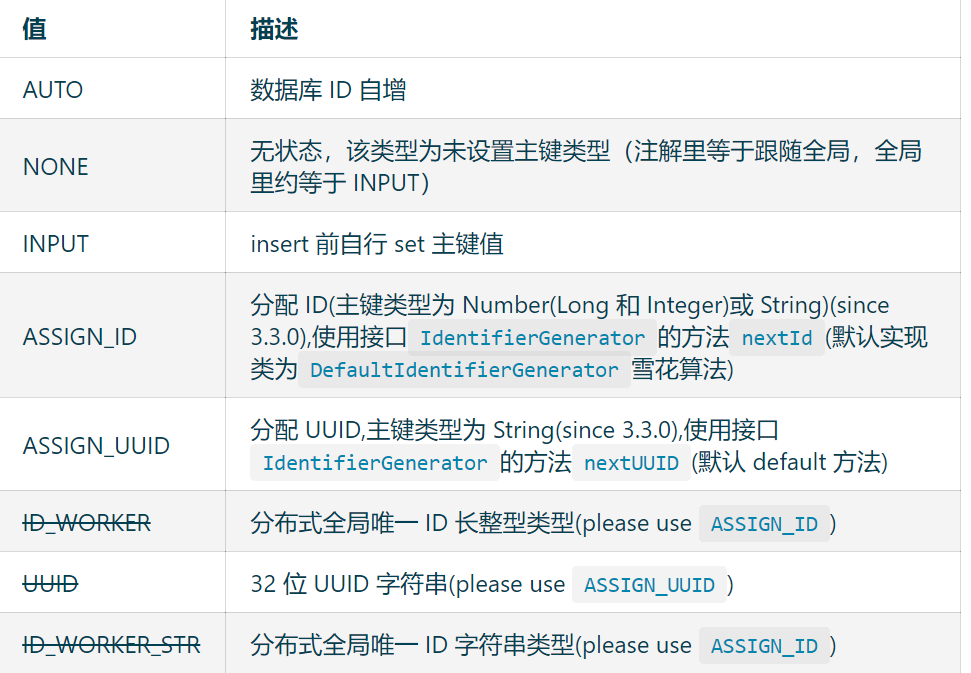 值 描述
AUTO 数据库 ID 自增
NONE 无状态，该类型为未设置主键类型（注解里等于跟随全局，全局
里约等于 INPUT）
INPUT insert 前自行 set 主键值
分配 ID(主键类型为 Number(Long 和 Integer)或 String)(since
ASSIGN_ID 3.3.0),使用接口 IdentifierGenerator 的方法 nextId (默认实现
类为 DefaultIdentifierGenerator 雪花算法)
ASSIGN_UUID 分配 UUID,主键类型为 String(since 3.3.0),使用接口
IdentifierGenerator 的方法 nextUUID (默认 default 方法)
ID_WORKER 分布式全局唯一 ID 长整型类型(please use ASSIGN_ID )
UUID 32 位 UUID 字符串(please use ASSIGN_UUID )
ID_WORKER_STR 分布式全局唯一 ID 字符串类型(please use ASSIGN_ID )